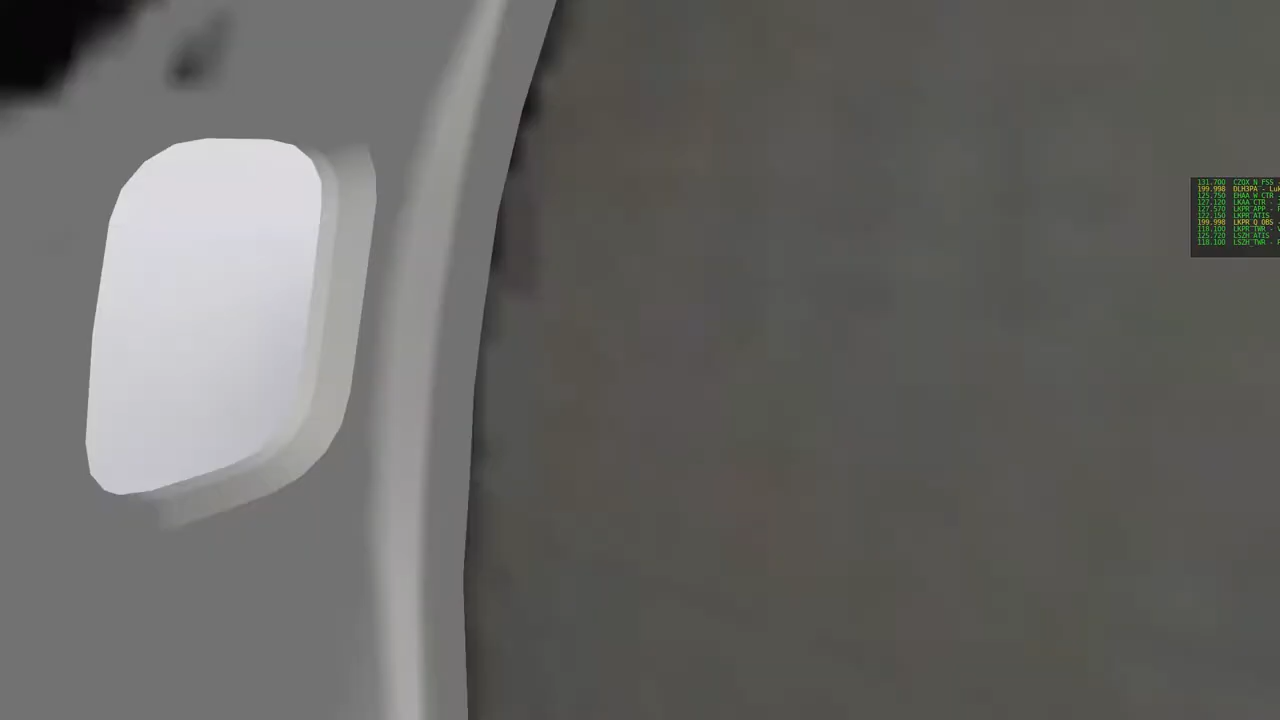 131.700 CZQX_N_FSS
199.998 DLH3PA - Luk
125.750 EHAA_W_CTR
127.120 LKAA_CTR -
127.570 LKPR_APP -
122.150 LKPR_ATIS
199.998 LKPR_Q_OBS
118.100 LKPR_TWR -
125.720 LSZH_ATIS
118.100 LSZH_TWR -